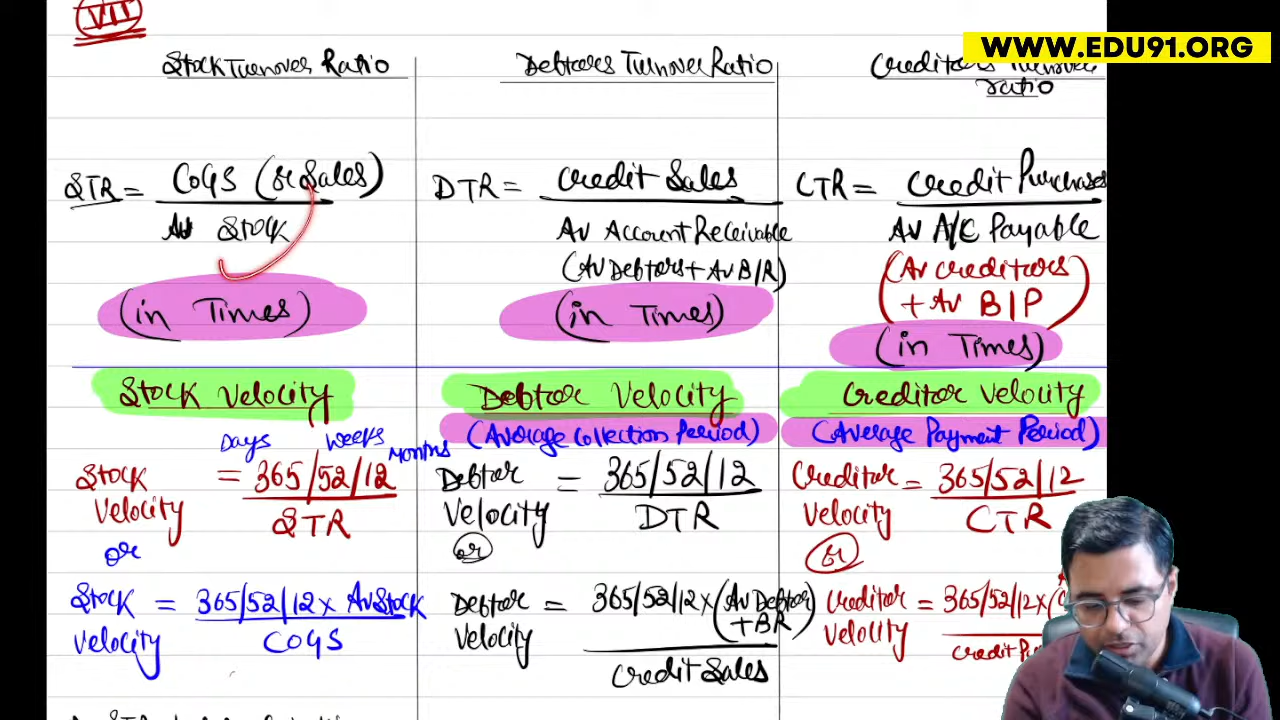 VII
WWW.EDU91.ORG
Stock Turnover Ratio
Debtors Turnover Ratio
Creditors Turnover
ratio
STR = COGS (or Sales)
Av Stock
(in Times)
DTR = Credit Sales
Av Account Receivable
(Av Debtors + Av B/R)
(in Times)
CTR = Credit Purchases
Av A/C Payable
(Av creditors
+ Av B/P)
(in Times)
Stock Velocity
Days Weeks Months
Stock Velocity = 365/52/12
STR
or
Stock Velocity = 365/52/12 x Av Stock
COGS
Debtor Velocity
(Average Collection Period)
Debtor Velocity = 365/52/12
DTR
or
Debtor Velocity = 365/52/12 x (Av Debtor
+ BR)
Credit Sales
Creditor Velocity
(Average Payment Period)
Creditor Velocity = 365/52/12
CTR
or
Creditor Velocity = 365/52/12 x (
Credit